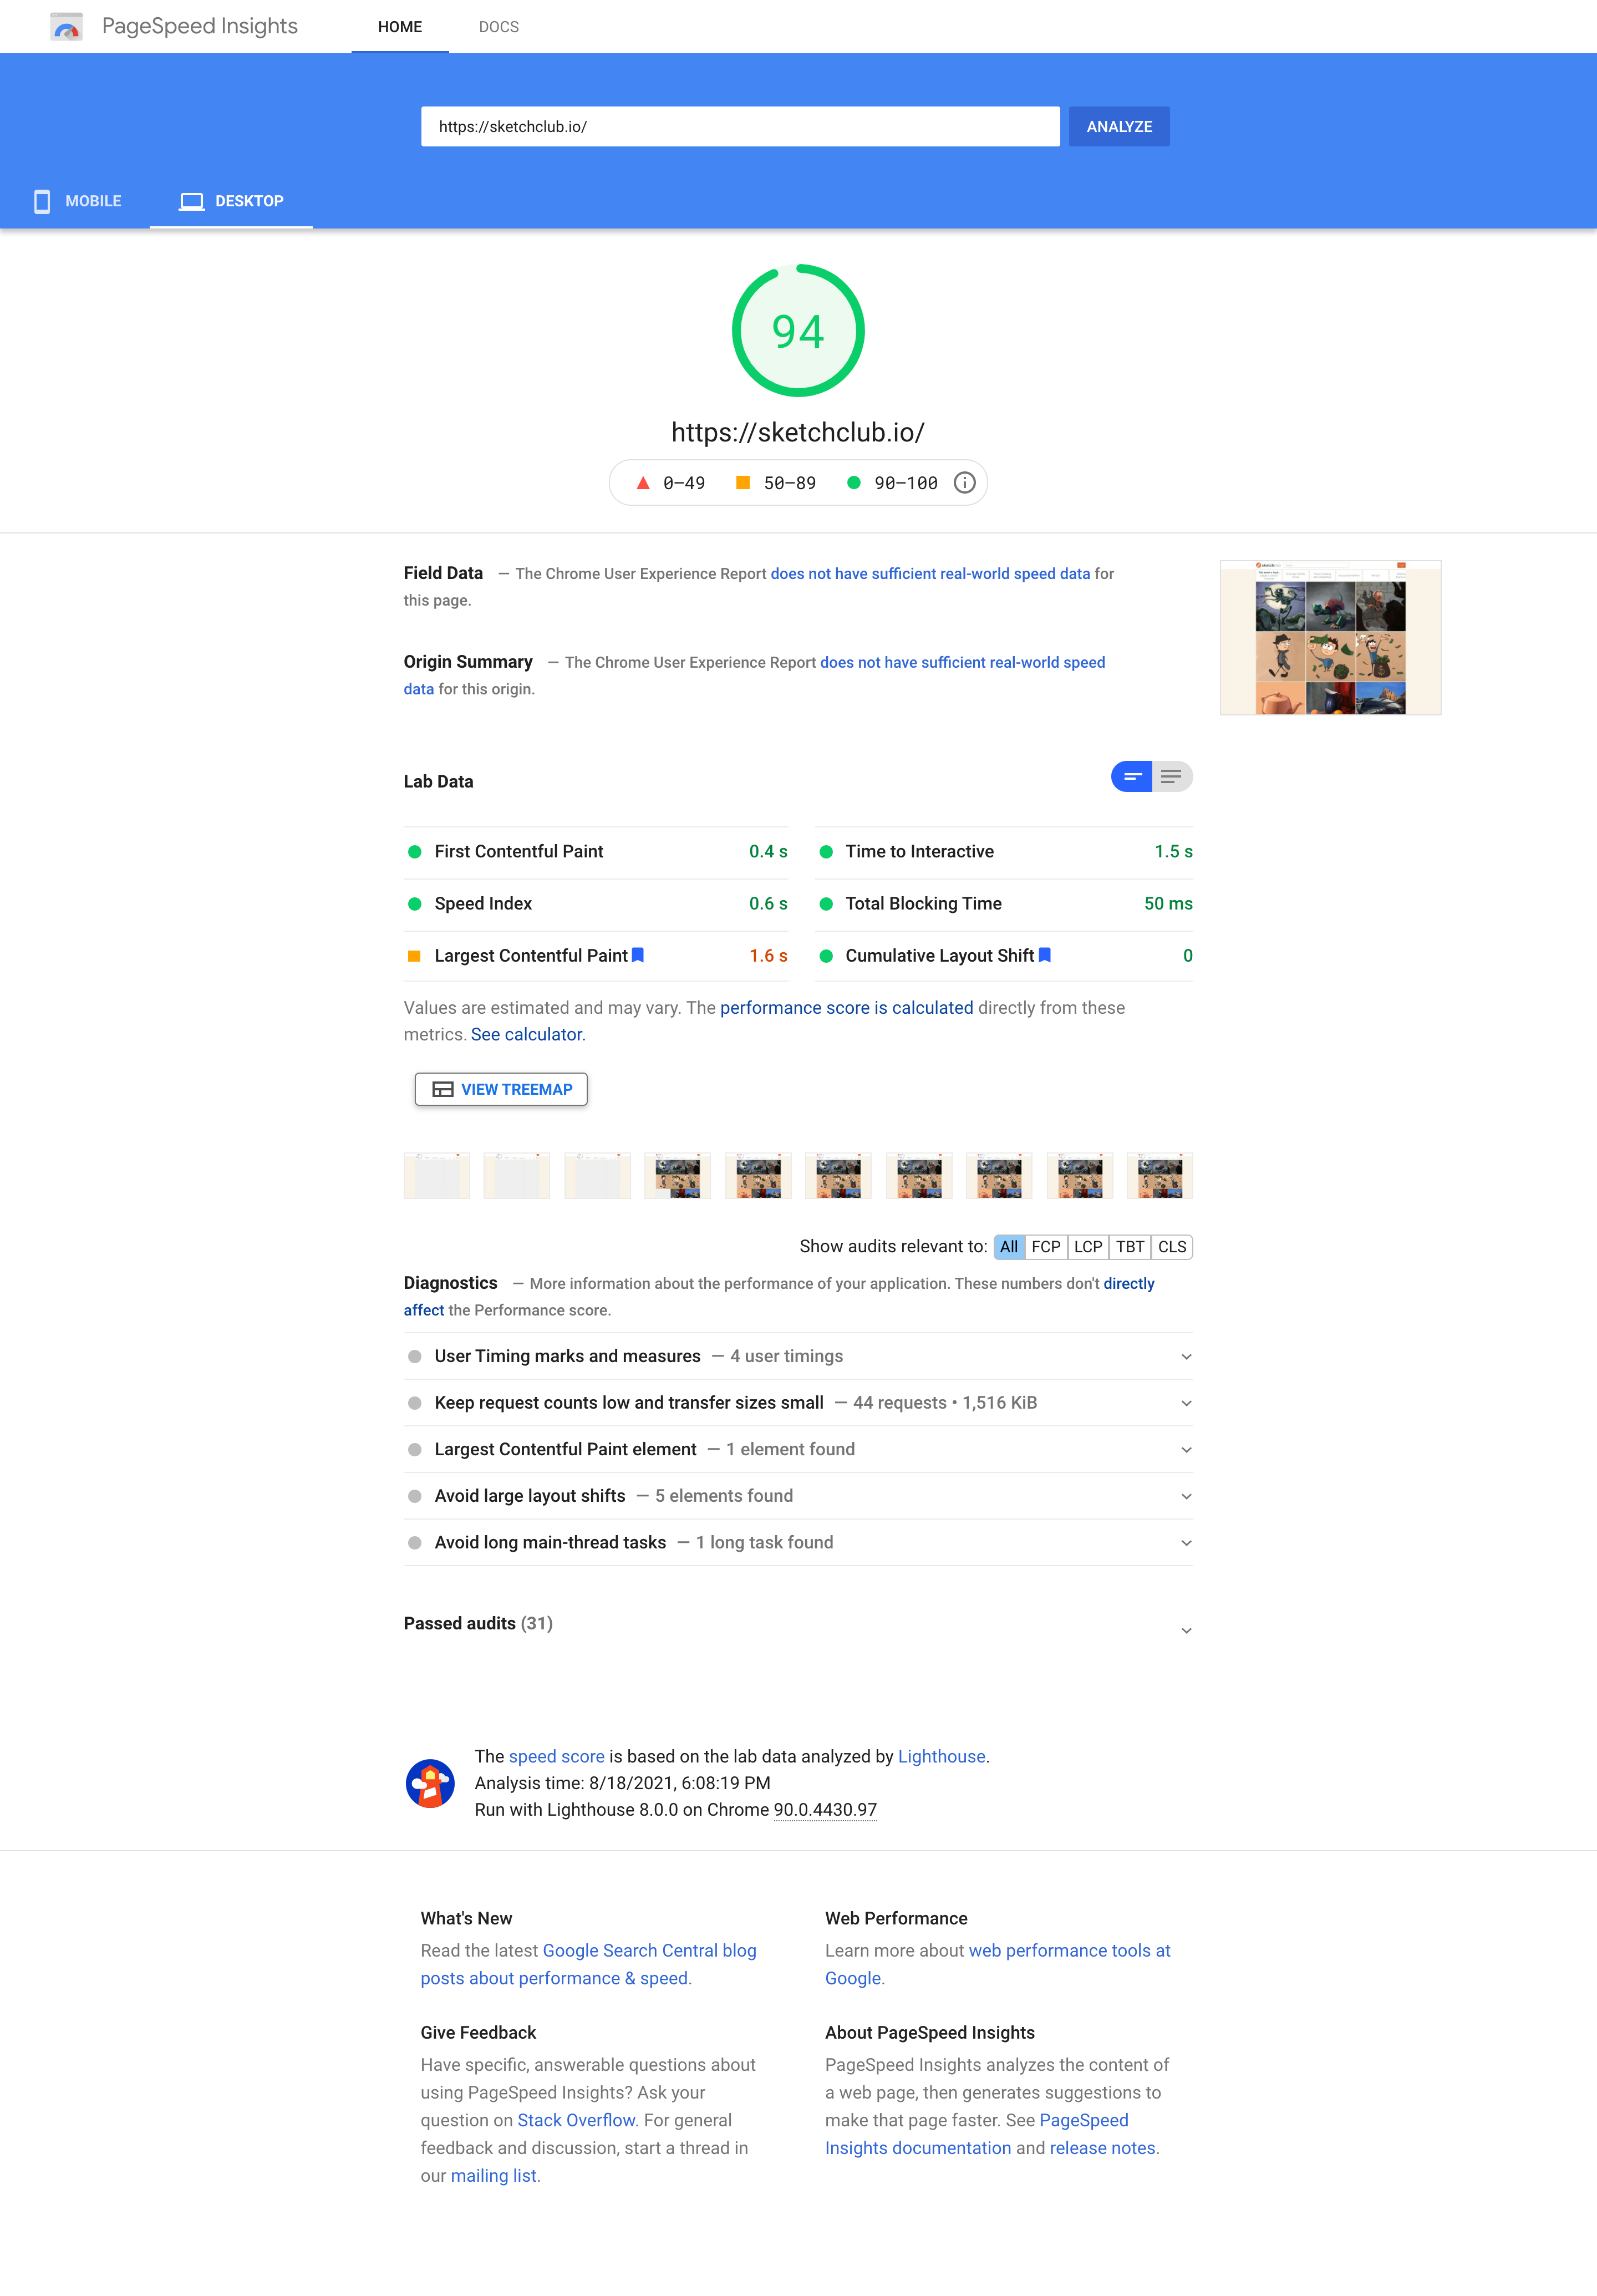 PageSpeed Insights
HOME
DOCS
https://sketchclub.io/
ANALYZE
MOBILE
DESKTOP
94
https://sketchclub.io/
0–49
50–89
90–100
Field Data — The Chrome User Experience Report does not have sufficient real-world speed data for
this page.
Origin Summary — The Chrome User Experience Report does not have sufficient real-world speed
data for this origin.
Lab Data
First Contentful Paint 0.4 s
Time to Interactive 1.5 s
Speed Index 0.6 s
Total Blocking Time 50 ms
Largest Contentful Paint 1.6 s
Cumulative Layout Shift 0
Values are estimated and may vary. The performance score is calculated directly from these
metrics. See calculator.
VIEW TREEMAP
Show audits relevant to: All FCP LCP TBT CLS
Diagnostics — More information about the performance of your application. These numbers don't directly
affect the Performance score.
User Timing marks and measures — 4 user timings
Keep request counts low and transfer sizes small — 44 requests • 1,516 KiB
Largest Contentful Paint element — 1 element found
Avoid large layout shifts — 5 elements found
Avoid long main-thread tasks — 1 long task found
Passed audits (31)
The speed score is based on the lab data analyzed by Lighthouse.
Analysis time: 8/18/2021, 6:08:19 PM
Run with Lighthouse 8.0.0 on Chrome 90.0.4430.97
What's New
Read the latest Google Search Central blog
posts about performance & speed.
Web Performance
Learn more about web performance tools at
Google.
Give Feedback
Have specific, answerable questions about
using PageSpeed Insights? Ask your
question on Stack Overflow. For general
feedback and discussion, start a thread in
our mailing list.
About PageSpeed Insights
PageSpeed Insights analyzes the content of
a web page, then generates suggestions to
make that page faster. See PageSpeed
Insights documentation and release notes.